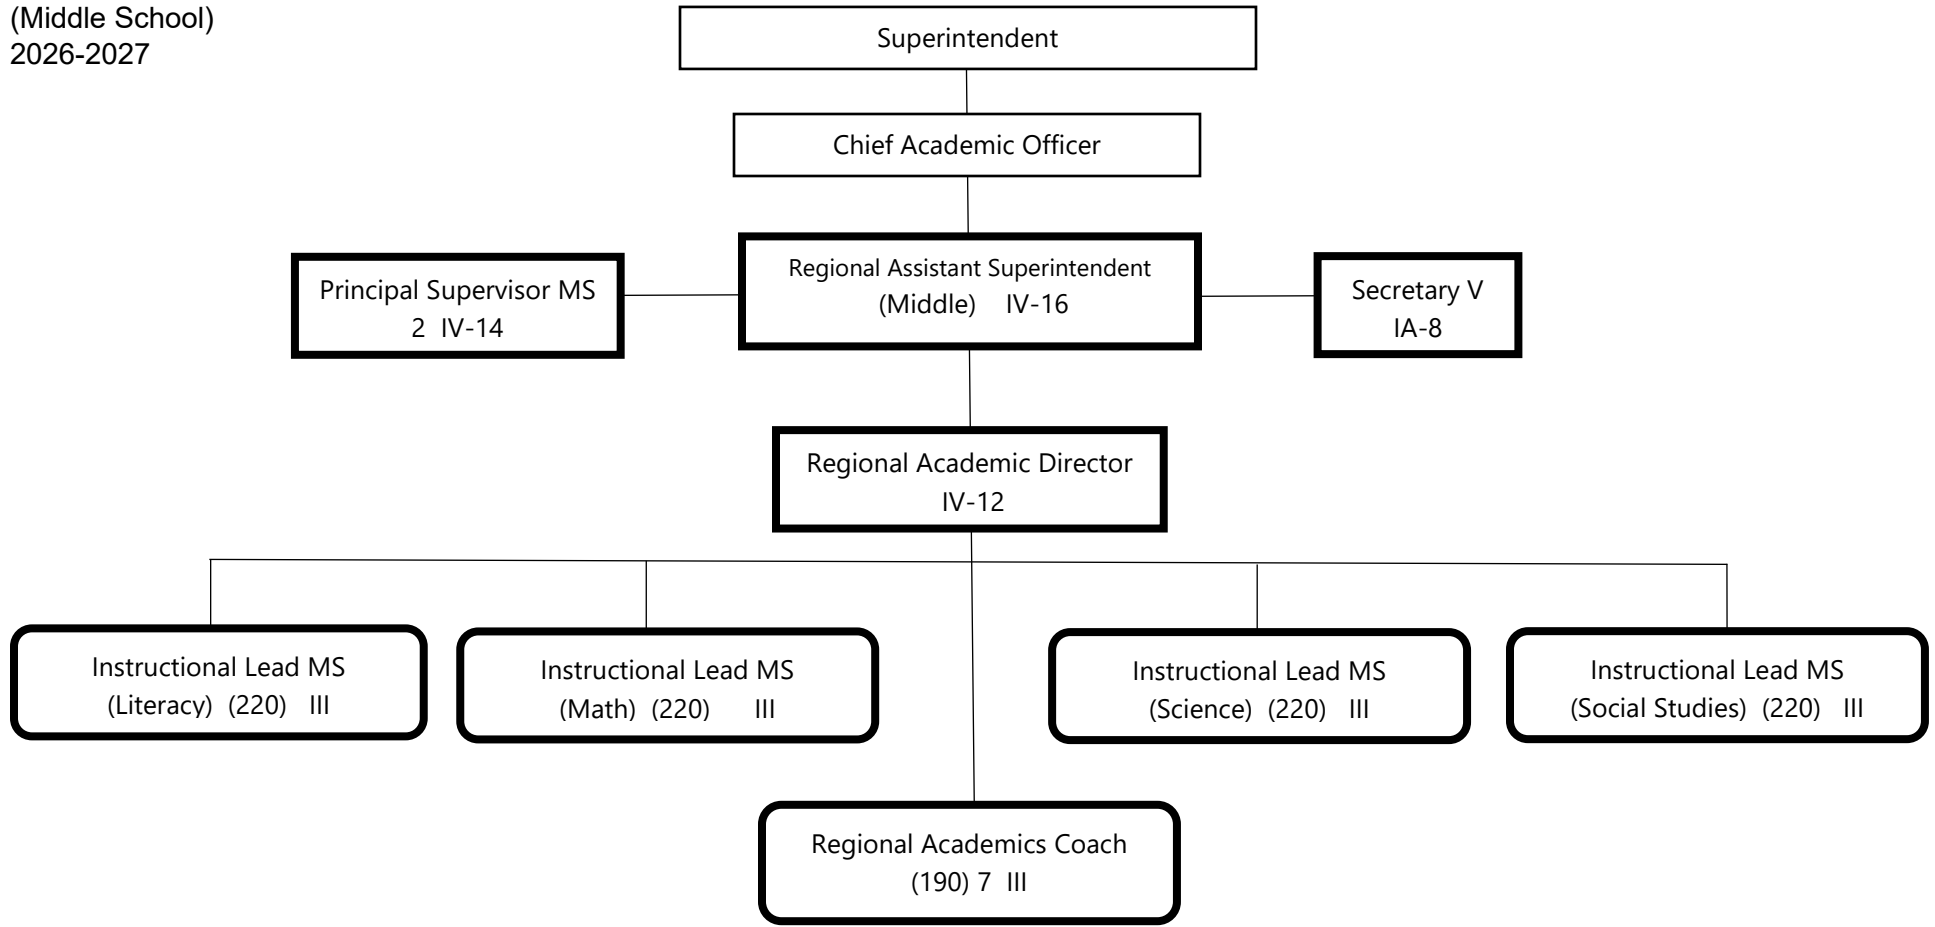 (Middle School)
2026-2027
Superintendent
Chief Academic Officer
Regional Assistant Superintendent
(Middle) IV-16
Principal Supervisor MS
2 IV-14
Secretary V
IA-8
Regional Academic Director
IV-12
Instructional Lead MS
(Literacy) (220) III
Instructional Lead MS
(Math) (220) III
Instructional Lead MS
(Science) (220) III
Instructional Lead MS
(Social Studies) (220) III
Regional Academics Coach
(190) 7 III